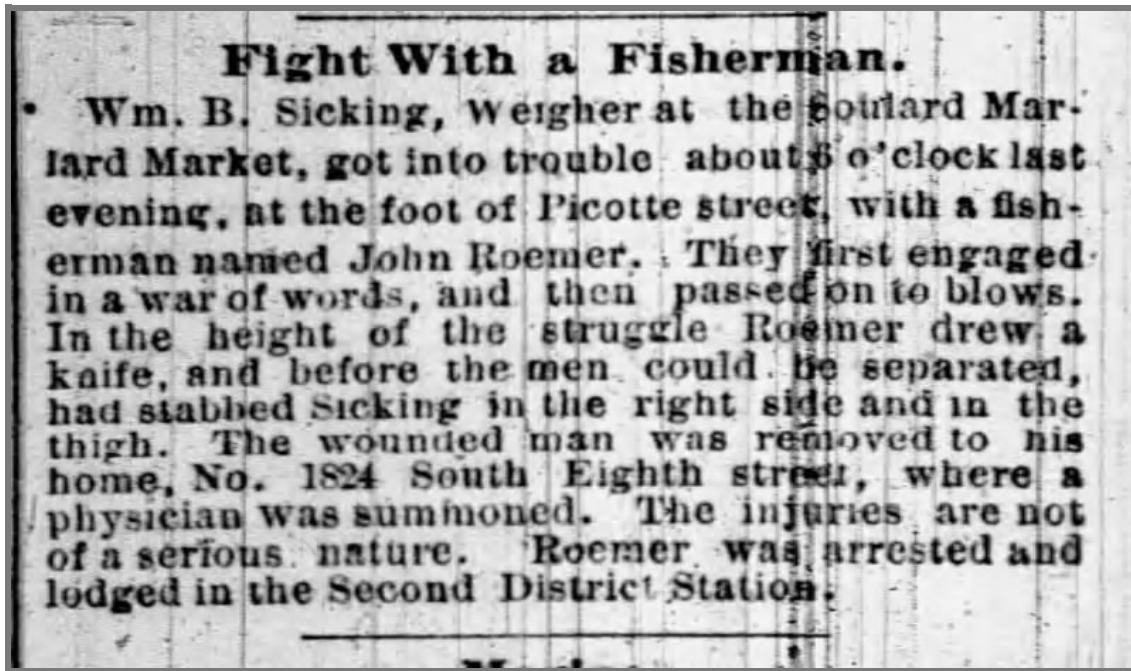 Fight With a Fisherman.
Wm. B. Sicking, Weigher at the Soulard Mar-
lard Market, got into trouble about 6 o'clock last
evening, at the foot of Picotte street, with a fish-
erman named John Roemer. They first engaged
in a war of words, and then passed on to blows.
In the height of the struggle Roemer drew a
knife, and before the men could be separated,
had stabbed Sicking in the right side and in the
thigh. The wounded man was removed to his
home, No. 1824 South Eighth street, where a
physician was summoned. The injuries are not
of a serious nature. Roemer was arrested and
lodged in the Second District Station.